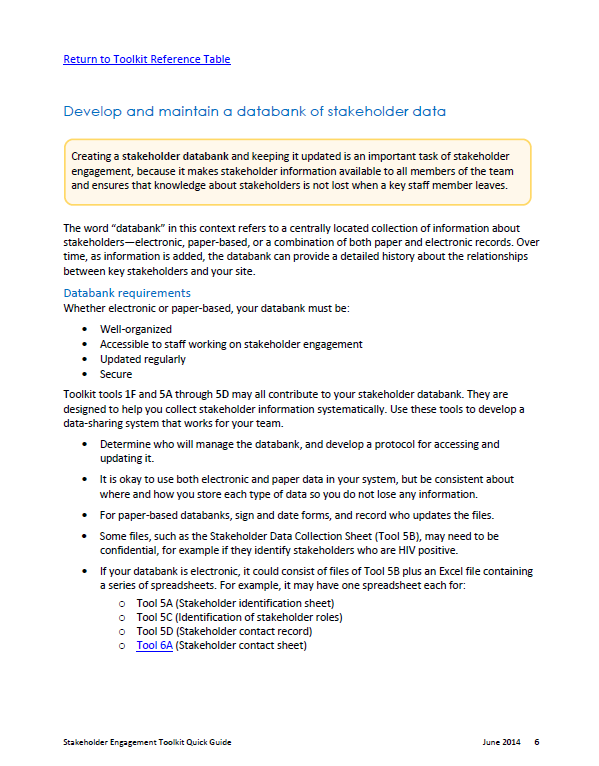 Return to Toolkit Reference Table
Develop and maintain a databank of stakeholder data
Creating a stakeholder databank and keeping it updated is an important task of stakeholder
engagement, because it makes stakeholder information available to all members of the team
and ensures that knowledge about stakeholders is not lost when a key staff member leaves.
The word “databank” in this context refers to a centrally located collection of information about
stakeholders—electronic, paper-based, or a combination of both paper and electronic records. Over
time, as information is added, the databank can provide a detailed history about the relationships
between key stakeholders and your site.
Databank requirements
Whether electronic or paper-based, your databank must be:
• Well-organized
• Accessible to staff working on stakeholder engagement
• Updated regularly
• Secure
Toolkit tools 1F and 5A through 5D may all contribute to your stakeholder databank. They are
designed to help you collect stakeholder information systematically. Use these tools to develop a
data-sharing system that works for your team.
• Determine who will manage the databank, and develop a protocol for accessing and
updating it.
• It is okay to use both electronic and paper data in your system, but be consistent about
where and how you store each type of data so you do not lose any information.
• For paper-based databanks, sign and date forms, and record who updates the files.
• Some files, such as the Stakeholder Data Collection Sheet (Tool 5B), may need to be
confidential, for example if they identify stakeholders who are HIV positive.
• If your databank is electronic, it could consist of files of Tool 5B plus an Excel file containing
a series of spreadsheets. For example, it may have one spreadsheet each for:
o Tool 5A (Stakeholder identification sheet)
o Tool 5C (Identification of stakeholder roles)
o Tool 5D (Stakeholder contact record)
o Tool 6A (Stakeholder contact sheet)
Stakeholder Engagement Toolkit Quick Guide June 2014 6